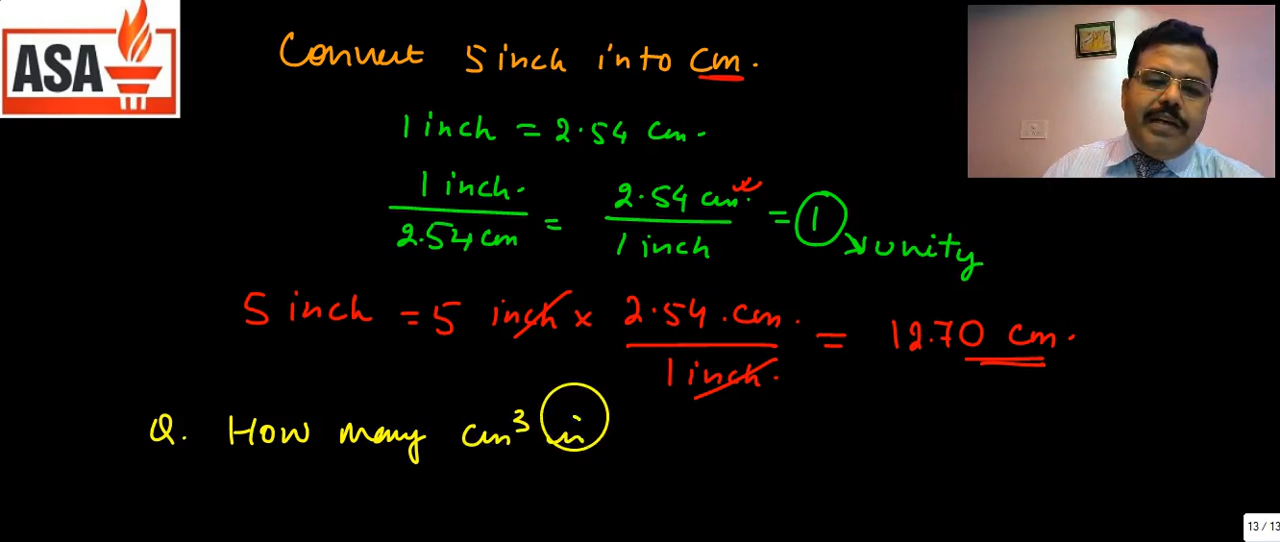 ASA
Convert 5 inch into cm.
1 inch = 2.54 cm.
1 inch. / 2.54 cm = 2.54 cm. / 1 inch = 1 unity
5 inch = 5 inch × 2.54 . cm. / 1 inch. = 12.70 cm.
Q. How many cm³ in
13 / 13